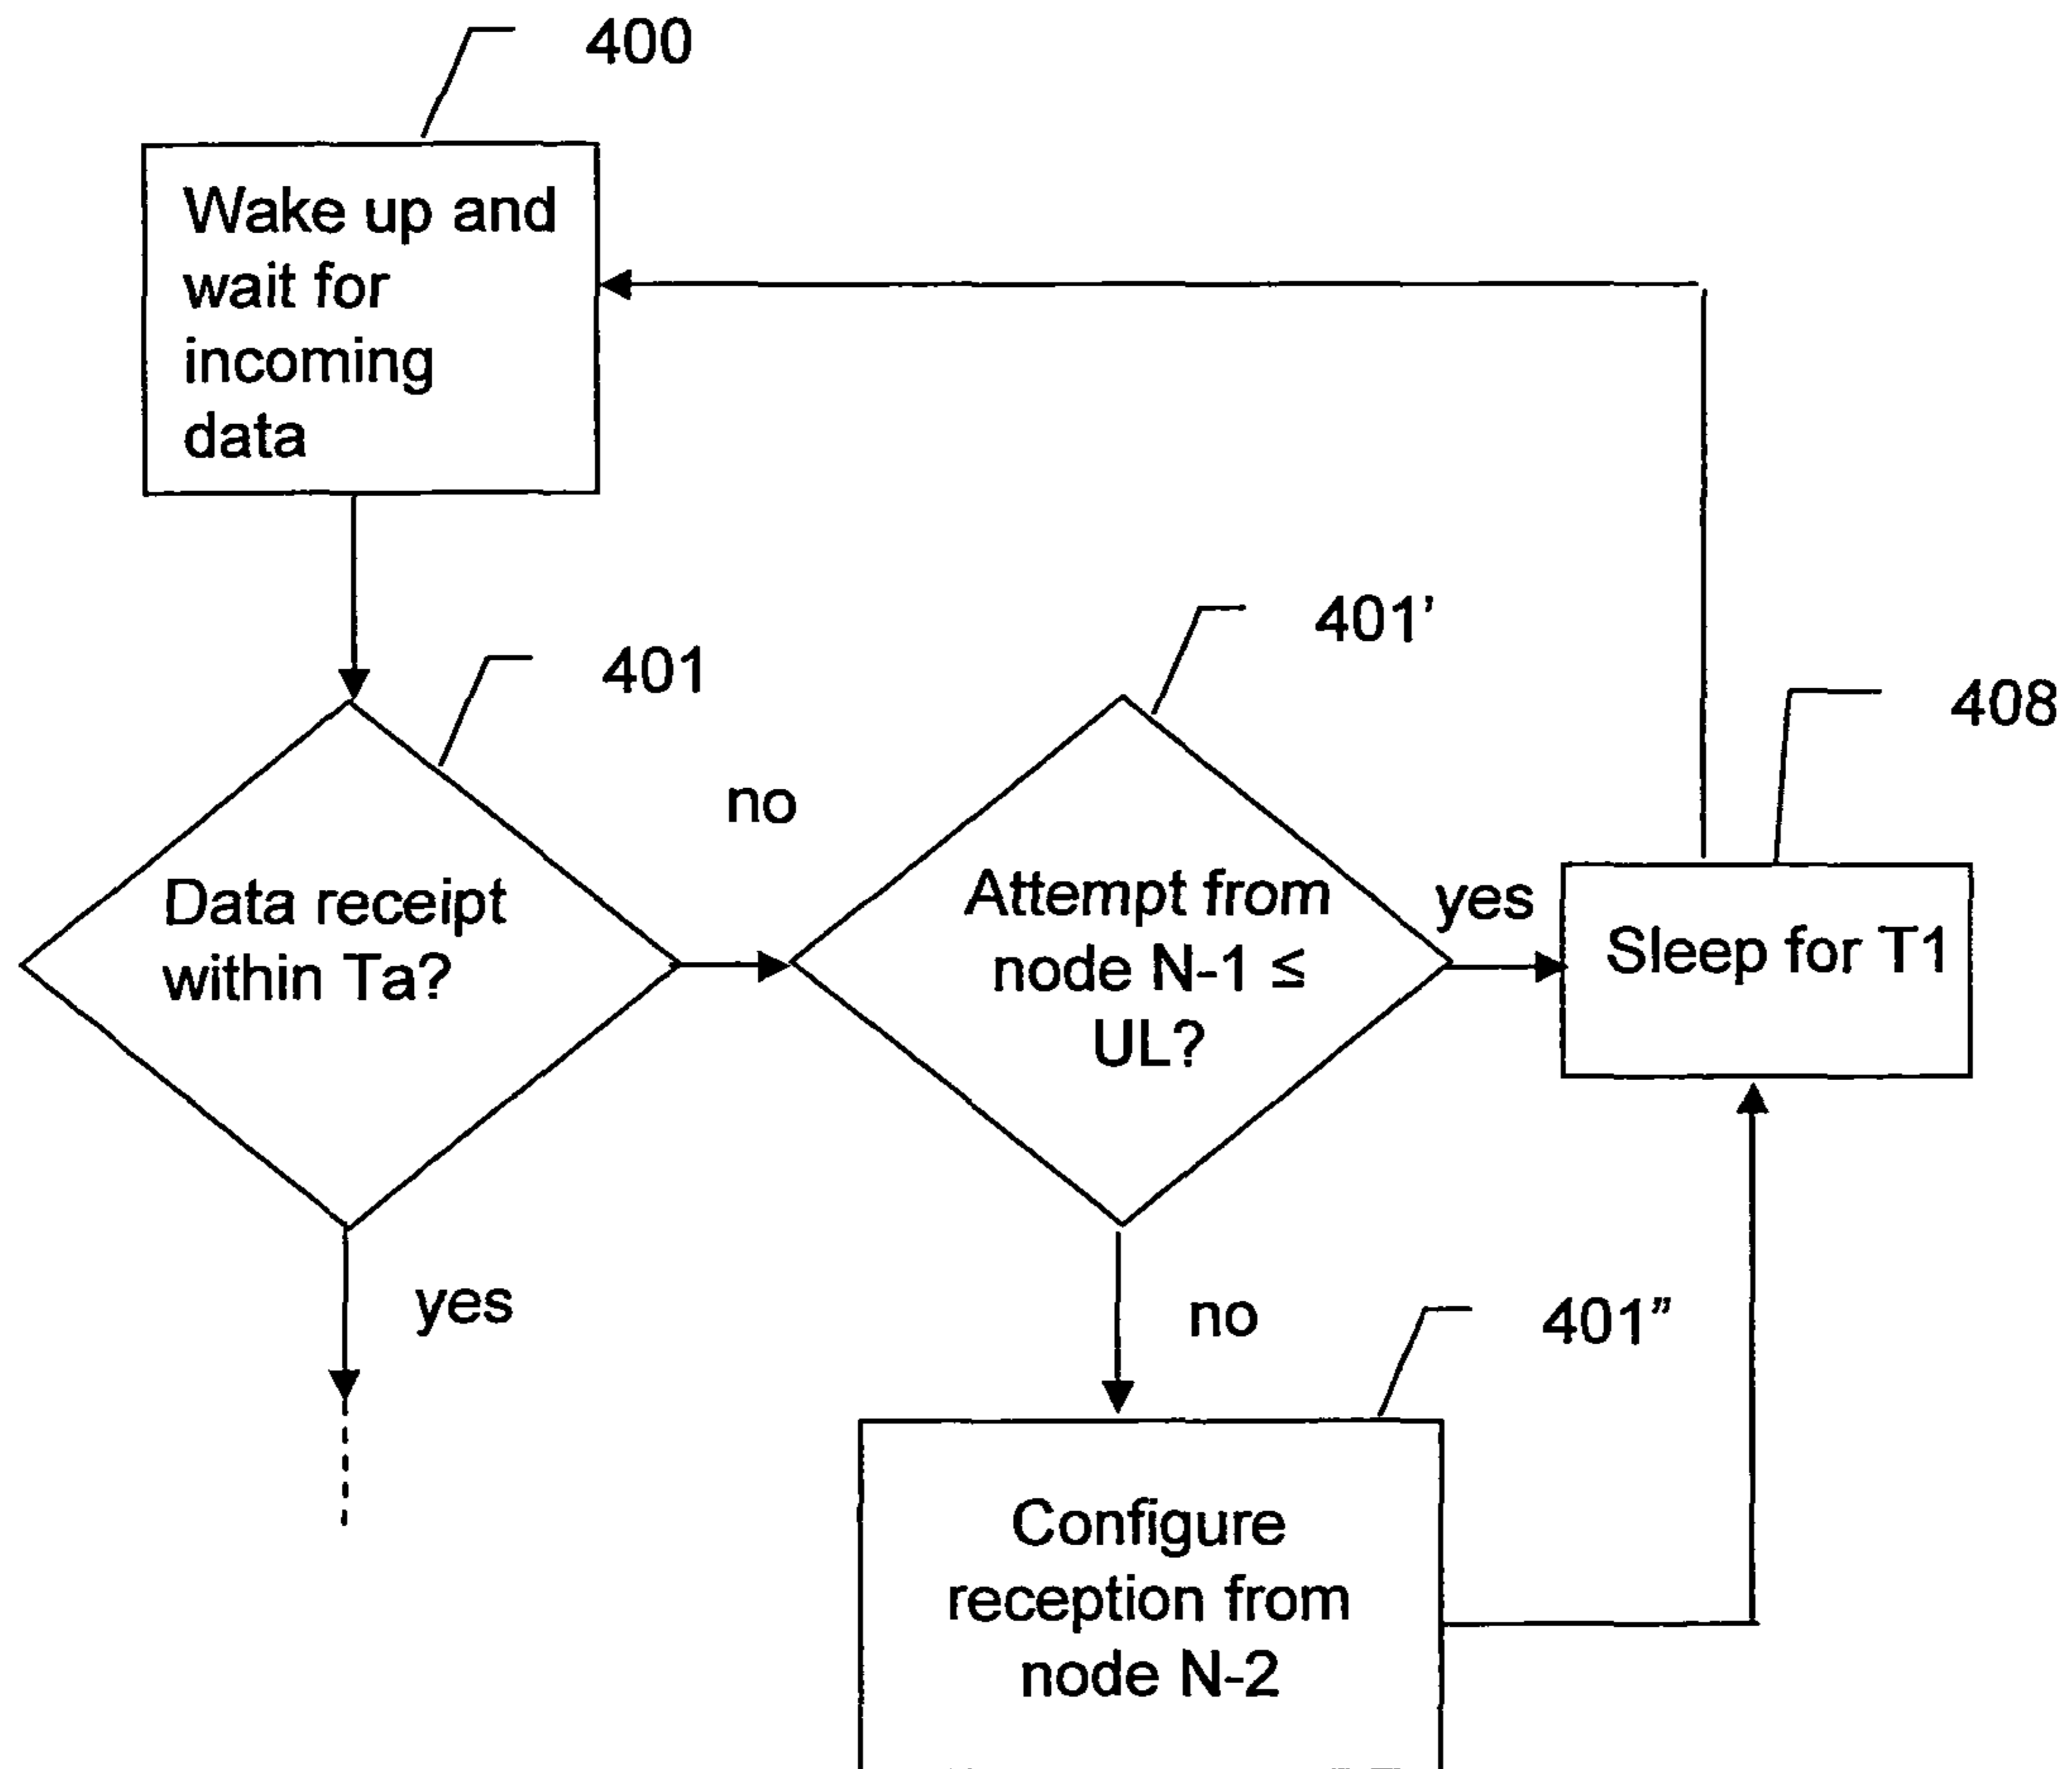 400
Wake up and
wait for
incoming
data
401
401’
408
no
Data receipt
within Ta?
Attempt from
node N-1 ≤
UL?
yes
Sleep for T1
yes
no
401”
Configure
reception from
node N-2